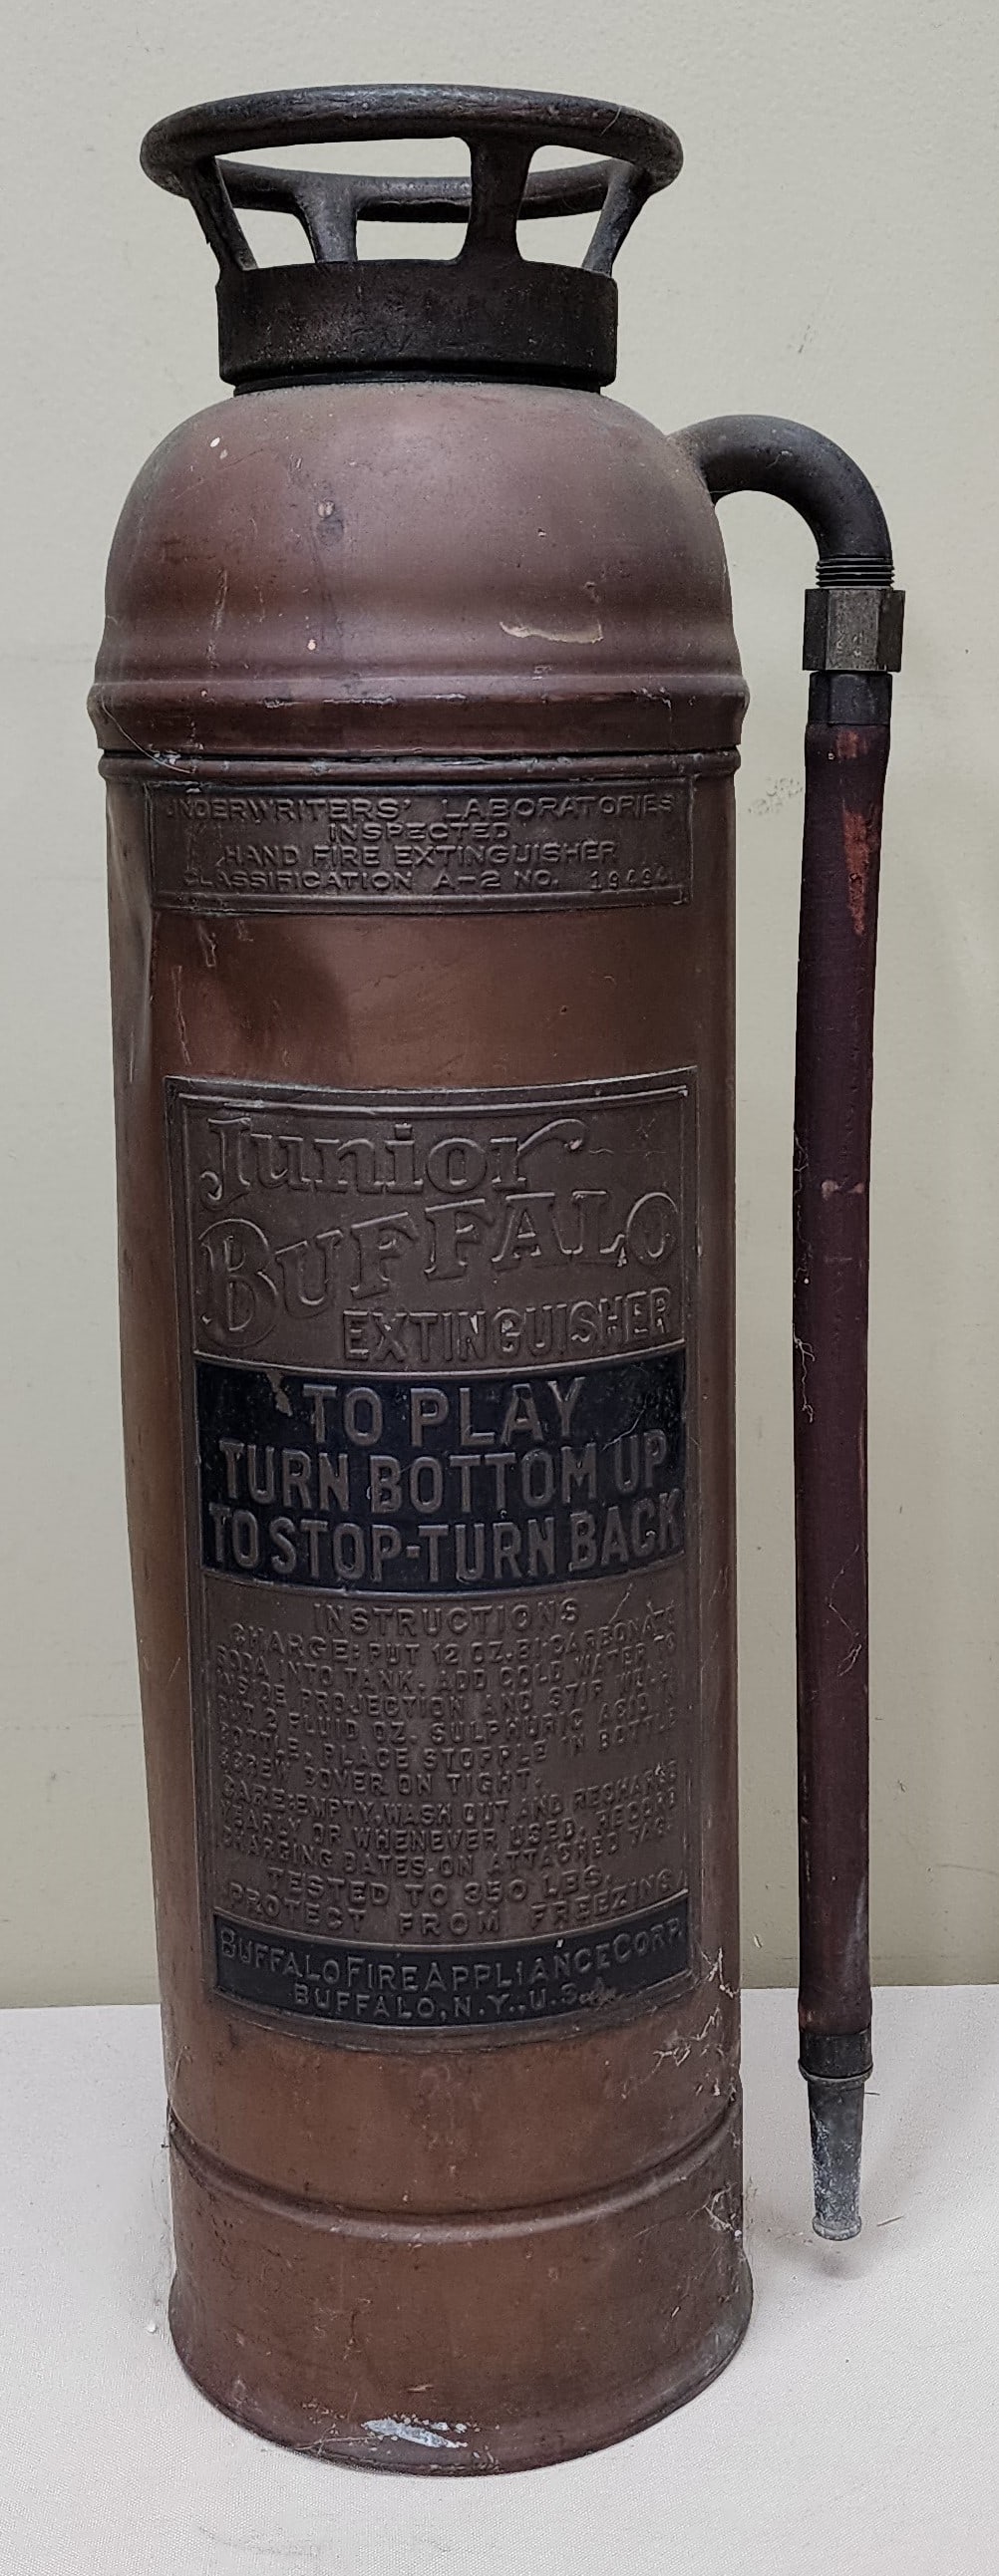 UNDERWRITERS' LABORATORIES
INSPECTED
HAND FIRE EXTINGUISHER
CLASSIFICATION A-2 NO.
Junior
BUFFALO
EXTINGUISHER
TO PLAY
TURN BOTTOM UP
TO STOP-TURN BACK
INSTRUCTIONS
CHARGE: PUT 12 OZ. BI-CARBONATE
SODA INTO TANK. ADD COLD WATER TO
INSIDE PROJECTION AND STIR WELL.
PUT 2 FLUID OZ. SULPHURIC ACID IN
BOTTLE, PLACE STOPPLE IN BOTTLE
SCREW COVER ON TIGHT.
CARE: EMPTY, WASH OUT AND RECHARGE
YEARLY OR WHENEVER USED, RECORD
CHARGING DATES ON ATTACHED TAG.
TESTED TO 350 LBS.
PROTECT FROM FREEZING
BUFFALO FIRE APPLIANCE CORP.
BUFFALO, N.Y., U.S.A.